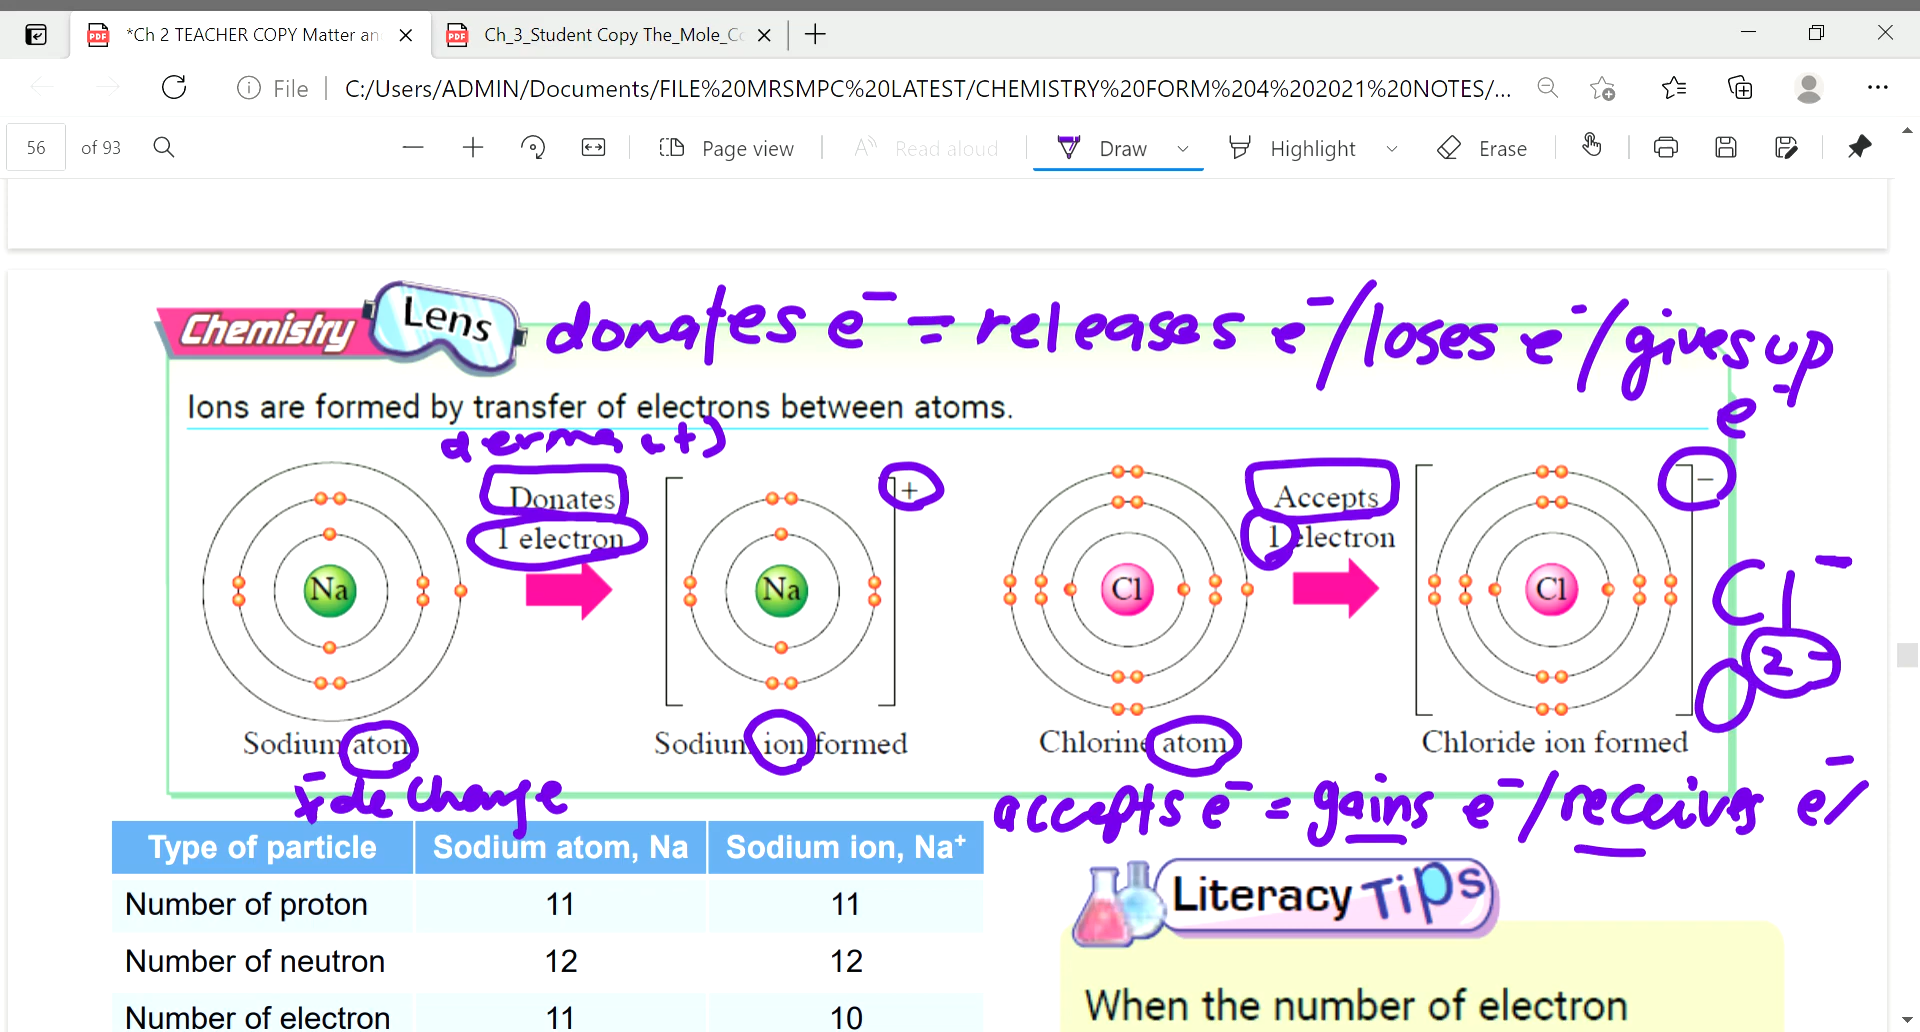 *Ch 2 TEACHER COPY Matter an
Ch_3_Student Copy The_Mole_Co
File
C:/Users/ADMIN/Documents/FILE%20MRSMPC%20LATEST/CHEMISTRY%20FORM%204%202021%20NOTES/...
56 of 93
Page view
Read aloud
Draw
Highlight
Erase
Chemistry Lens
donates e⁻ = releases e⁻/loses e⁻/gives up e⁻
Ions are formed by transfer of electrons between atoms.
derma (+)
Donates
1 electron
+
Accepts
1 electron
−
Na
Na
Cl
Cl
Cl⁻
O²⁻
Sodium atom
Sodium ion formed
Chlorine atom
Chloride ion formed
de charge
accepts e⁻ = gains e⁻/receives e⁻/
Type of particle Sodium atom, Na Sodium ion, Na⁺
Number of proton 11 11
Number of neutron 12 12
Number of electron 11 10
Literacy Tips
When the number of electron